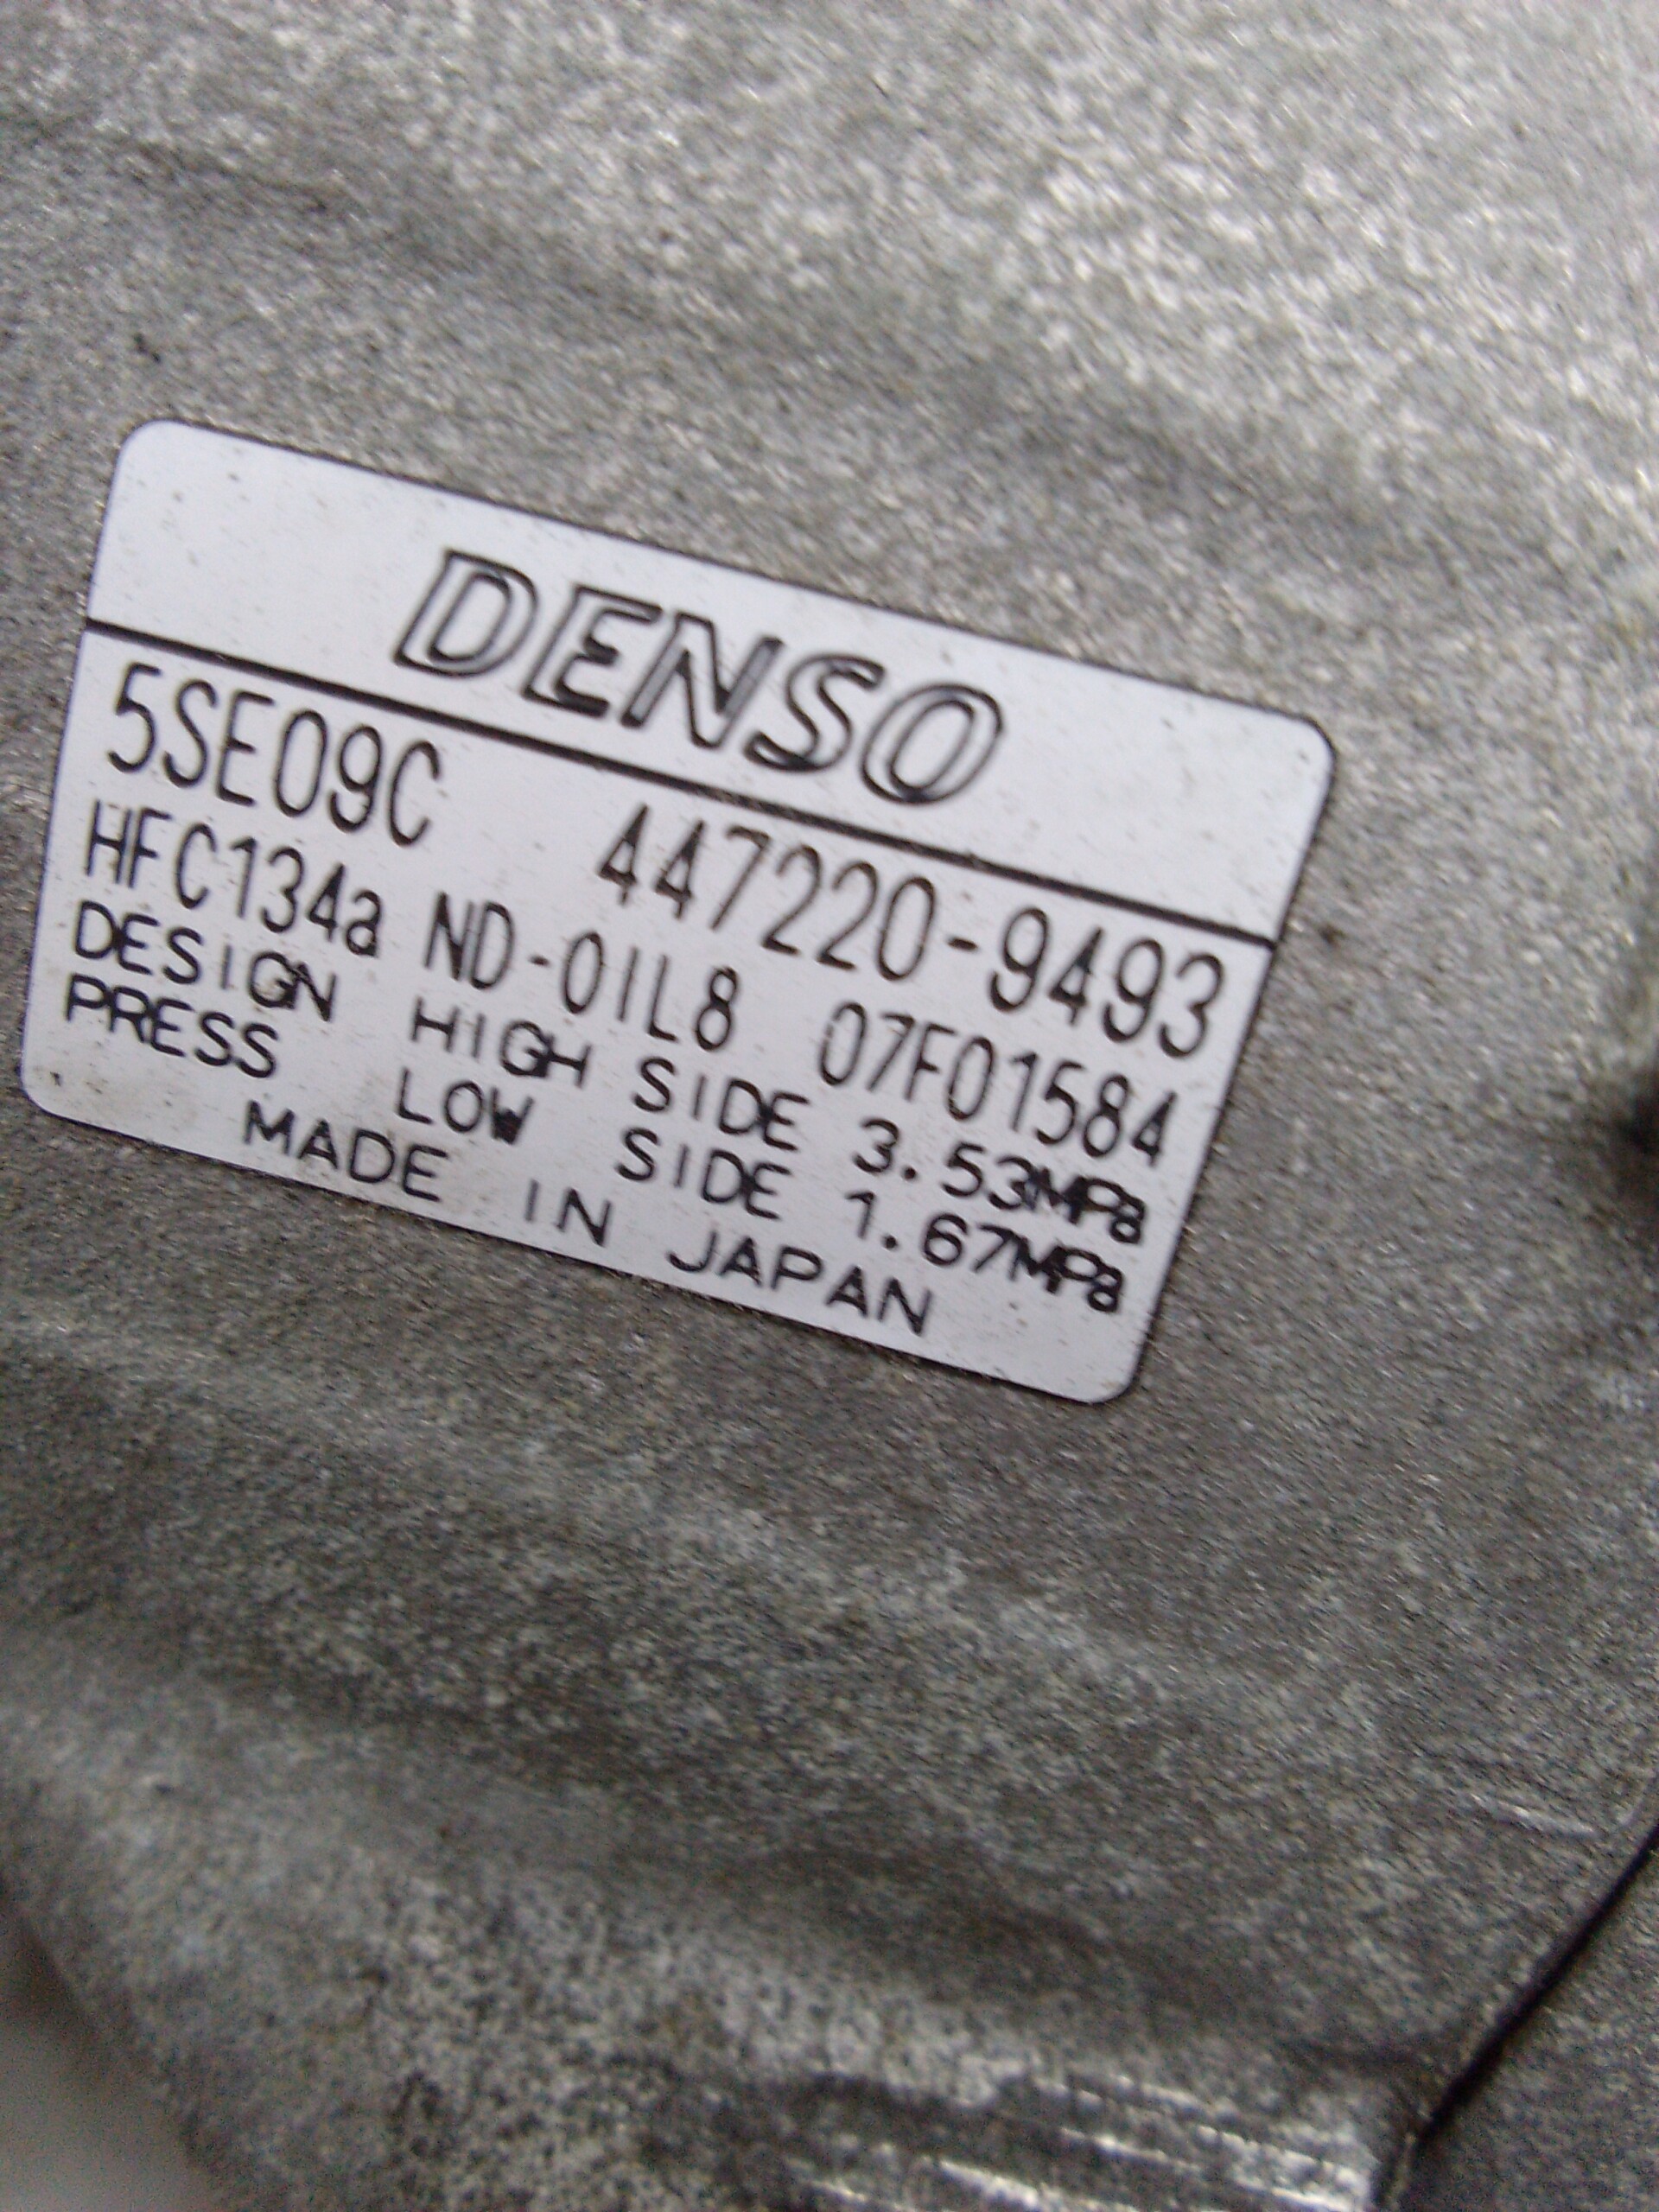 DENSO
5SE09C 447220-9493
HFC134a ND-OIL8 07F01584
DESIGN HIGH SIDE 3.53MPa
PRESS LOW SIDE 1.67MPa
MADE IN JAPAN